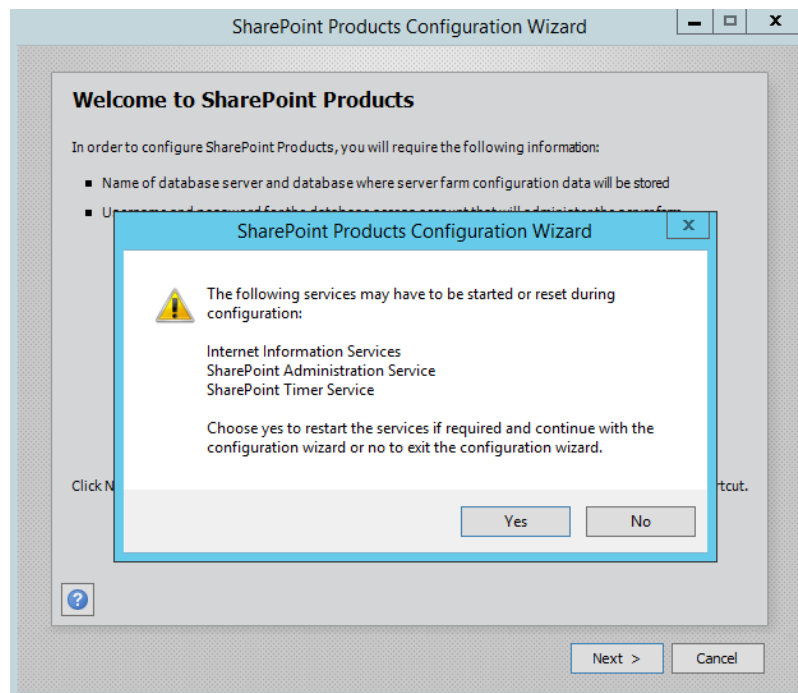 SharePoint Products Configuration Wizard
Welcome to SharePoint Products
In order to configure SharePoint Products, you will require the following information:
Name of database server and database where server farm configuration data will be stored
SharePoint Products Configuration Wizard
The following services may have to be started or reset during
configuration:
Internet Information Services
SharePoint Administration Service
SharePoint Timer Service
Choose yes to restart the services if required and continue with the
configuration wizard or no to exit the configuration wizard.
Yes No
Click
Next > Cancel